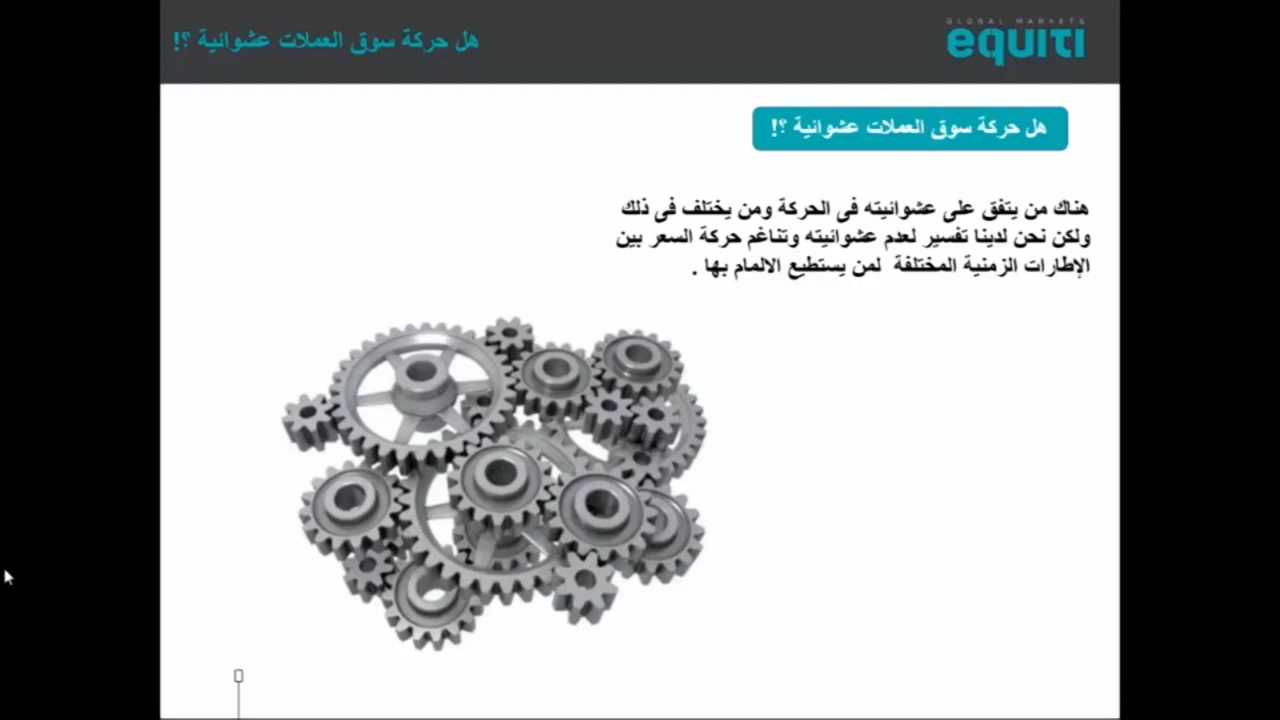 هل حركة سوق العملات عشوائية ؟!
GLOBAL MARKETS
equiti
هل حركة سوق العملات عشوائية ؟!
هناك من يتفق على عشوائيته فى الحركة ومن يختلف فى ذلك
ولكن نحن لدينا تفسير لعدم عشوائيته وتناغم حركة السعر بين
الإطارات الزمنية المختلفة لمن يستطيع الالمام بها .